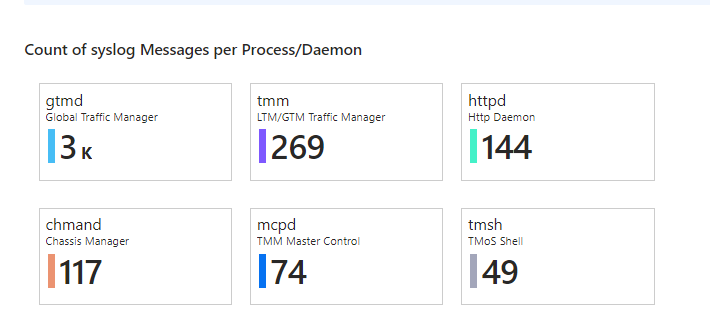 Count of syslog Messages per Process/Daemon
gtmd
Global Traffic Manager
3 K
tmm
LTM/GTM Traffic Manager
269
httpd
Http Daemon
144
chmand
Chassis Manager
117
mcpd
TMM Master Control
74
tmsh
TMoS Shell
49